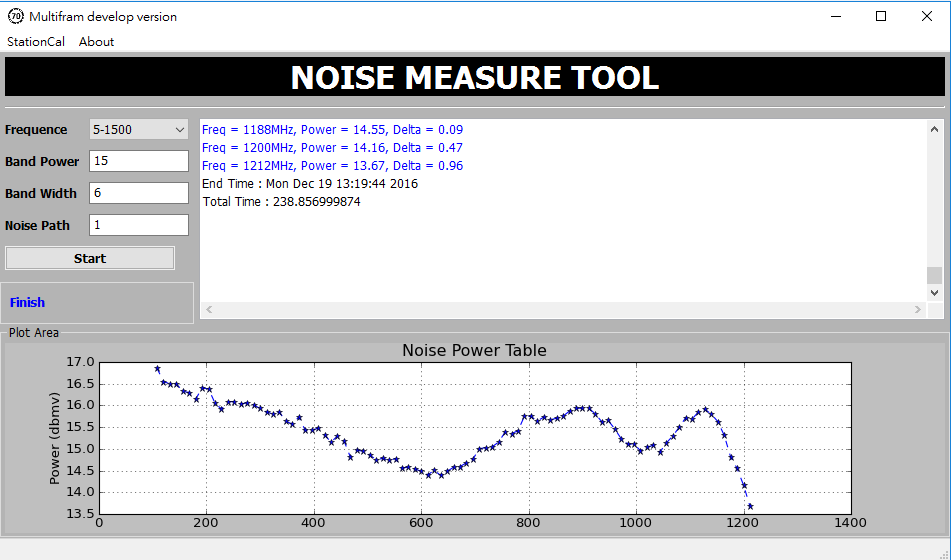 70 Multifram develop version
StationCal About
NOISE MEASURE TOOL
Frequence 5-1500
Band Power 15
Band Width 6
Noise Path 1
Start
Finish
Freq = 1188MHz, Power = 14.55, Delta = 0.09
Freq = 1200MHz, Power = 14.16, Delta = 0.47
Freq = 1212MHz, Power = 13.67, Delta = 0.96
End Time : Mon Dec 19 13:19:44 2016
Total Time : 238.856999874
Plot Area
Noise Power Table
Power (dbmv)
17.0
16.5
16.0
15.5
15.0
14.5
14.0
13.5
0 200 400 600 800 1000 1200 1400